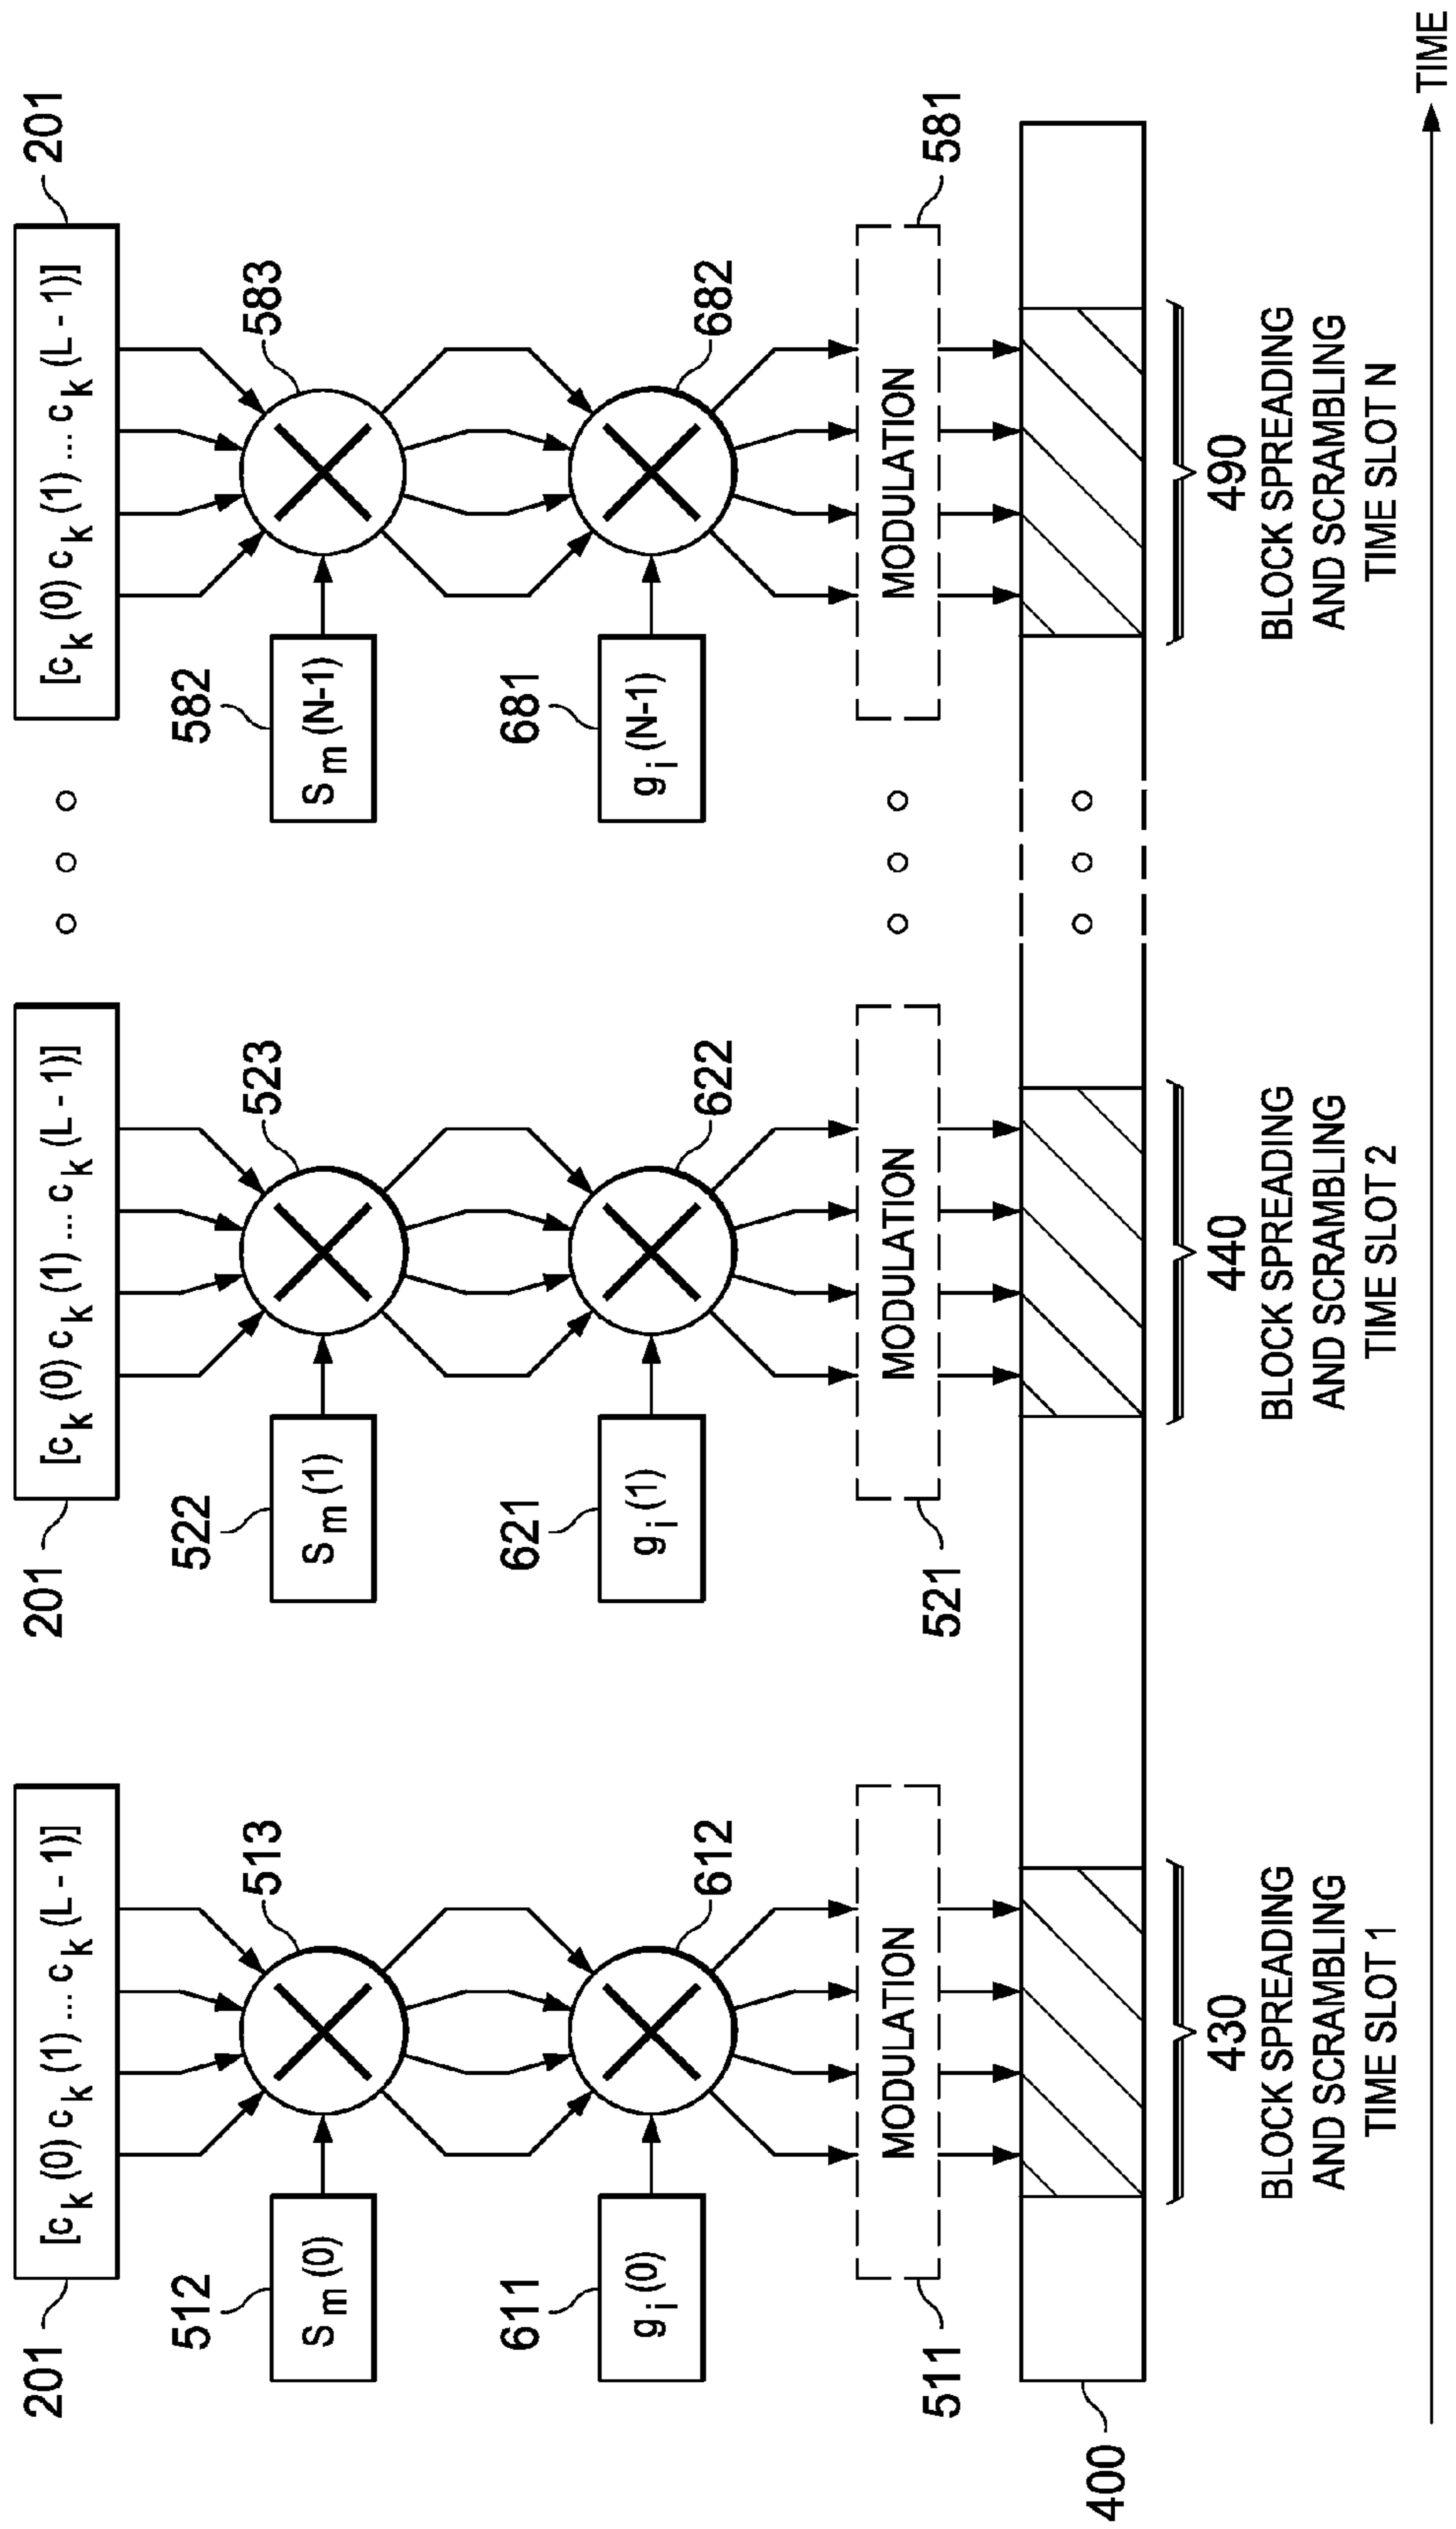 201
[c_k (0) c_k (1) ... c_k (L - 1)]
201
[c_k (0) c_k (1) ... c_k (L - 1)]
[c_k (0) c_k (1) ... c_k (L - 1)]
201
512
S_m (0)
513
522
S_m (1)
523
582
S_m (N-1)
583
611
g_i (0)
612
621
g_i (1)
622
681
g_i (N-1)
682
511
MODULATION
521
MODULATION
MODULATION
581
400
430
BLOCK SPREADING
AND SCRAMBLING
TIME SLOT 1
440
BLOCK SPREADING
AND SCRAMBLING
TIME SLOT 2
490
BLOCK SPREADING
AND SCRAMBLING
TIME SLOT N
TIME